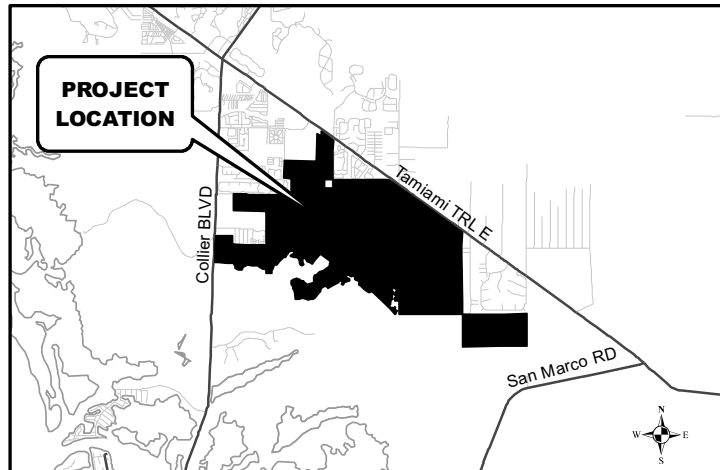 PROJECT
LOCATION
Collier BLVD
Tamiami TRL E
San Marco RD
N
W E
S